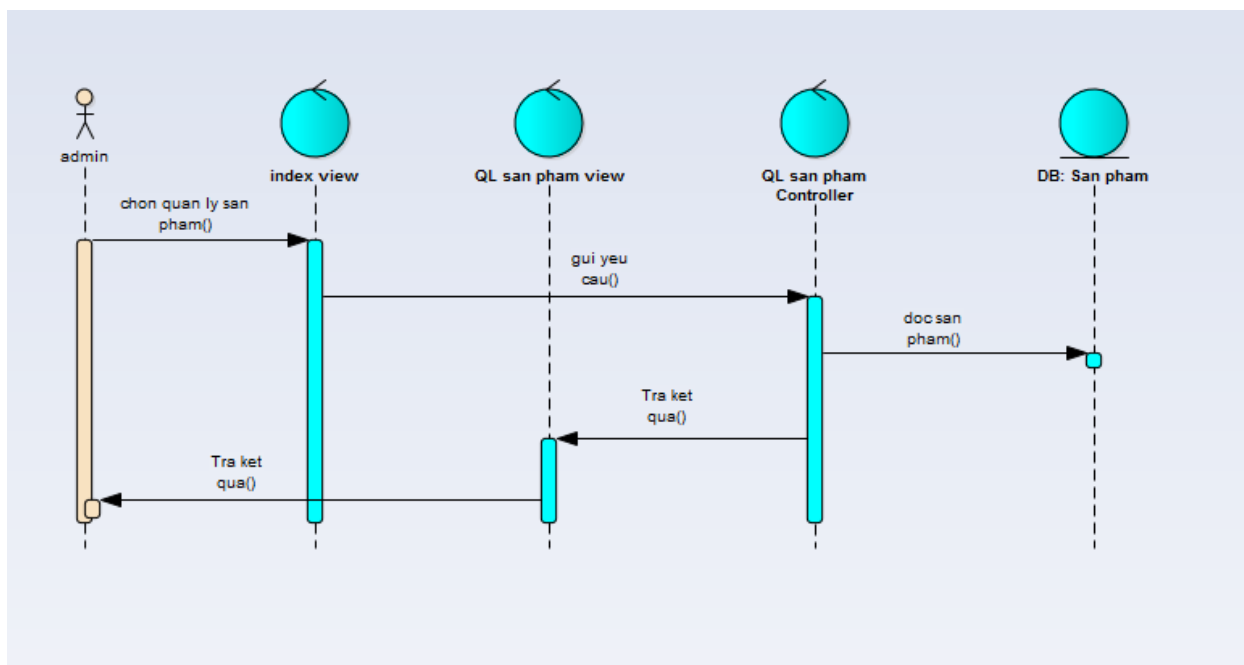 admin
index view
QL san pham view
QL san pham
Controller
DB: San pham
chon quan ly san
pham()
gui yeu
cau()
doc san
pham()
Tra ket
qua()
Tra ket
qua()